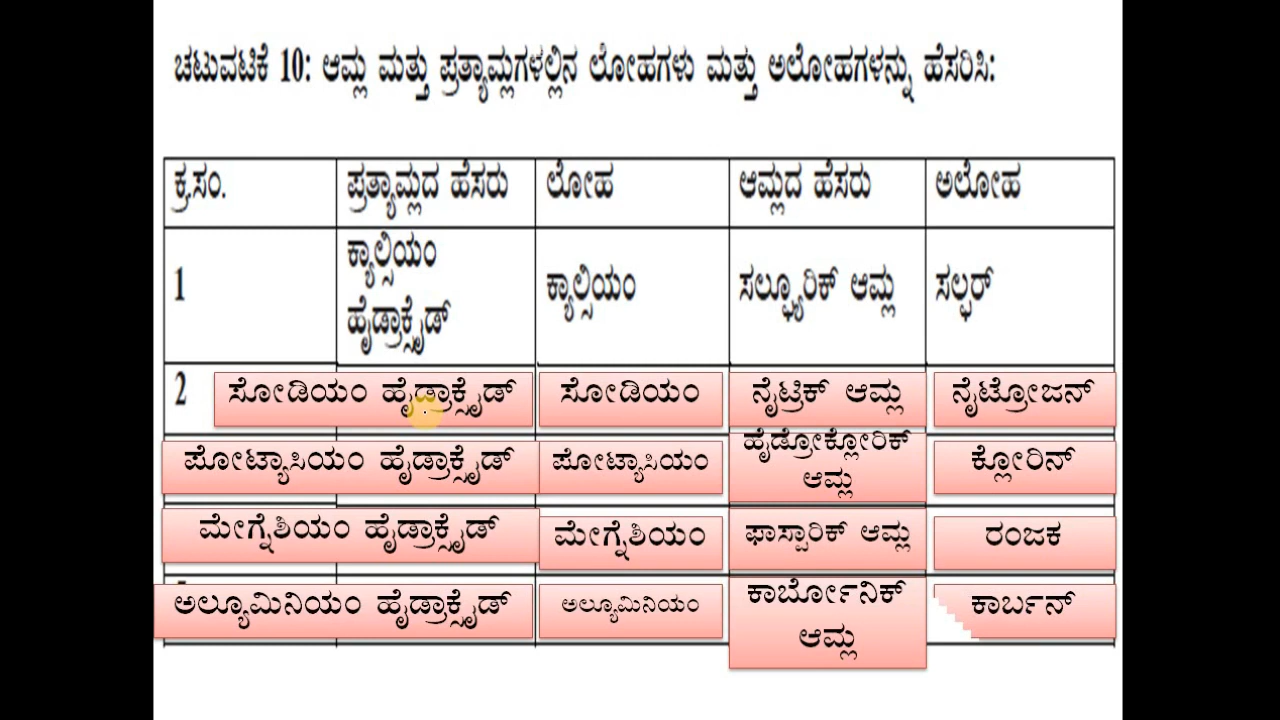 ಚಟುವಟಿಕೆ 10: ಆಮ್ಲ ಮತ್ತು ಪ್ರತ್ಯಾಮ್ಲಗಳಲ್ಲಿನ ಲೋಹಗಳು ಮತ್ತು ಅಲೋಹಗಳನ್ನು ಹೆಸರಿಸಿ:
ಕ್ರ.ಸಂ. ಪ್ರತ್ಯಾಮ್ಲದ ಹೆಸರು ಲೋಹ ಆಮ್ಲದ ಹೆಸರು ಅಲೋಹ
1 ಕ್ಯಾಲ್ಸಿಯಂ
ಹೈಡ್ರಾಕ್ಸೈಡ್ ಕ್ಯಾಲ್ಸಿಯಂ ಸಲ್ಫ್ಯೂರಿಕ್ ಆಮ್ಲ ಸಲ್ಫರ್
2 ಸೋಡಿಯಂ ಹೈಡ್ರಾಕ್ಸೈಡ್ ಸೋಡಿಯಂ ನೈಟ್ರಿಕ್ ಆಮ್ಲ ನೈಟ್ರೋಜನ್
ಪೋಟ್ಯಾಸಿಯಂ ಹೈಡ್ರಾಕ್ಸೈಡ್ ಪೋಟ್ಯಾಸಿಯಂ ಹೈಡ್ರೋಕ್ಲೋರಿಕ್
ಆಮ್ಲ ಕ್ಲೋರಿನ್
ಮೇಗ್ನೆಶಿಯಂ ಹೈಡ್ರಾಕ್ಸೈಡ್ ಮೇಗ್ನೆಶಿಯಂ ಫಾಸ್ಪಾರಿಕ್ ಆಮ್ಲ ರಂಜಕ
ಅಲ್ಯೂಮಿನಿಯಂ ಹೈಡ್ರಾಕ್ಸೈಡ್ ಅಲ್ಯೂಮಿನಿಯಂ ಕಾರ್ಬೋನಿಕ್
ಆಮ್ಲ ಕಾರ್ಬನ್